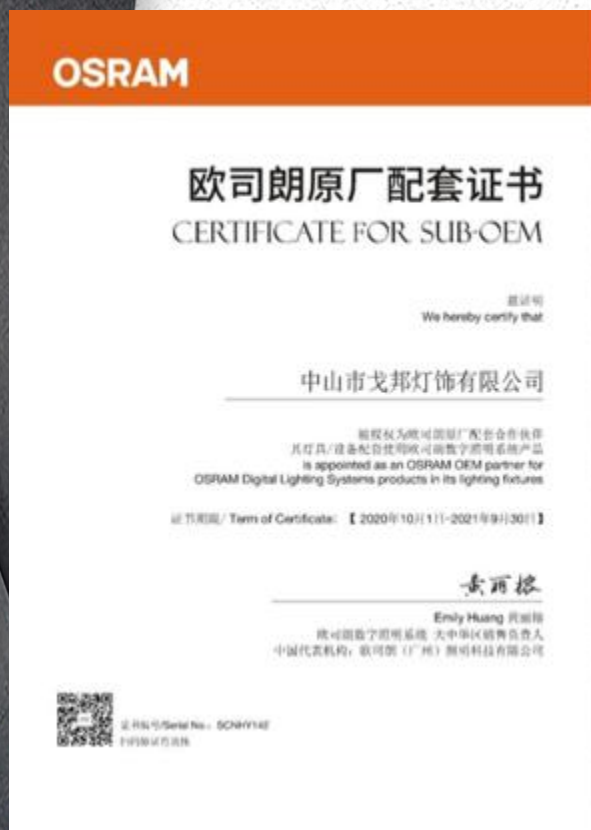 OSRAM
欧司朗原厂配套证书
CERTIFICATE FOR SUB-OEM
兹证明
We hereby certify that
中山市戈邦灯饰有限公司
被授权为欧司朗原厂配套合作伙伴
其灯具/设备配套使用欧司朗数字照明系统产品
is appointed as an OSRAM OEM partner for
OSRAM Digital Lighting Systems products in its lighting fixtures
证书期限/ Term of Certificate: 【 2020年10月1日-2021年9月30日】
Emily Huang 黄丽榕
欧司朗数字照明系统 大中华区销售负责人
中国代表机构：欧司朗（广州）照明科技有限公司
证书编号/Serial No.: SCNHY142
扫码验证有效性